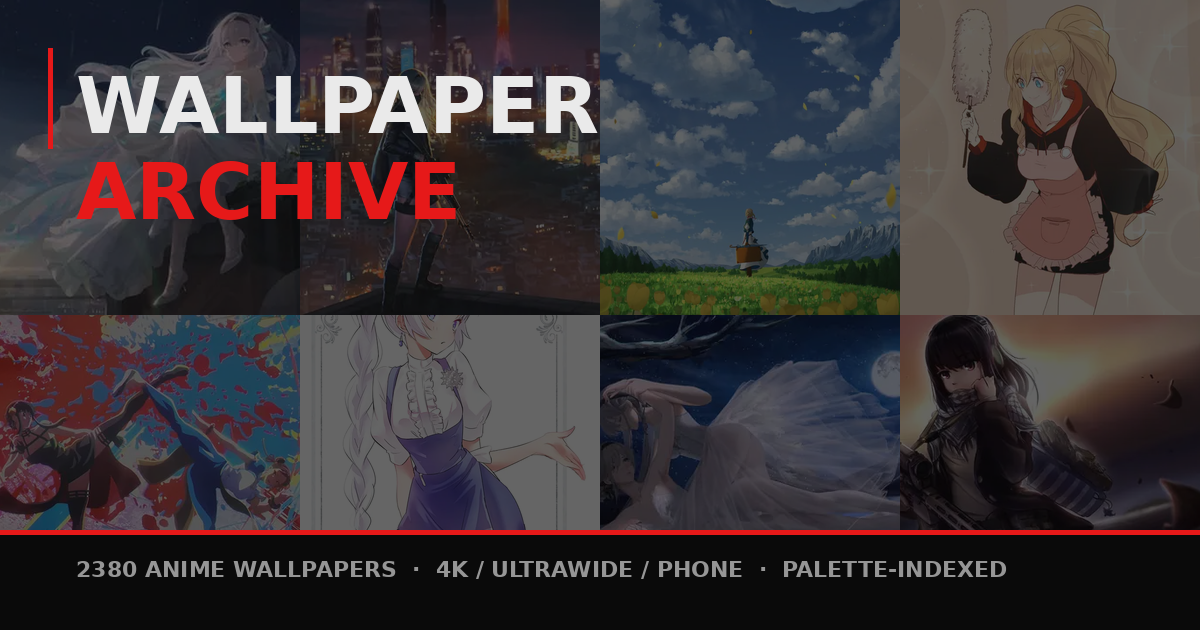 WALLPAPER
ARCHIVE
2380 ANIME WALLPAPERS · 4K / ULTRAWIDE / PHONE · PALETTE-INDEXED